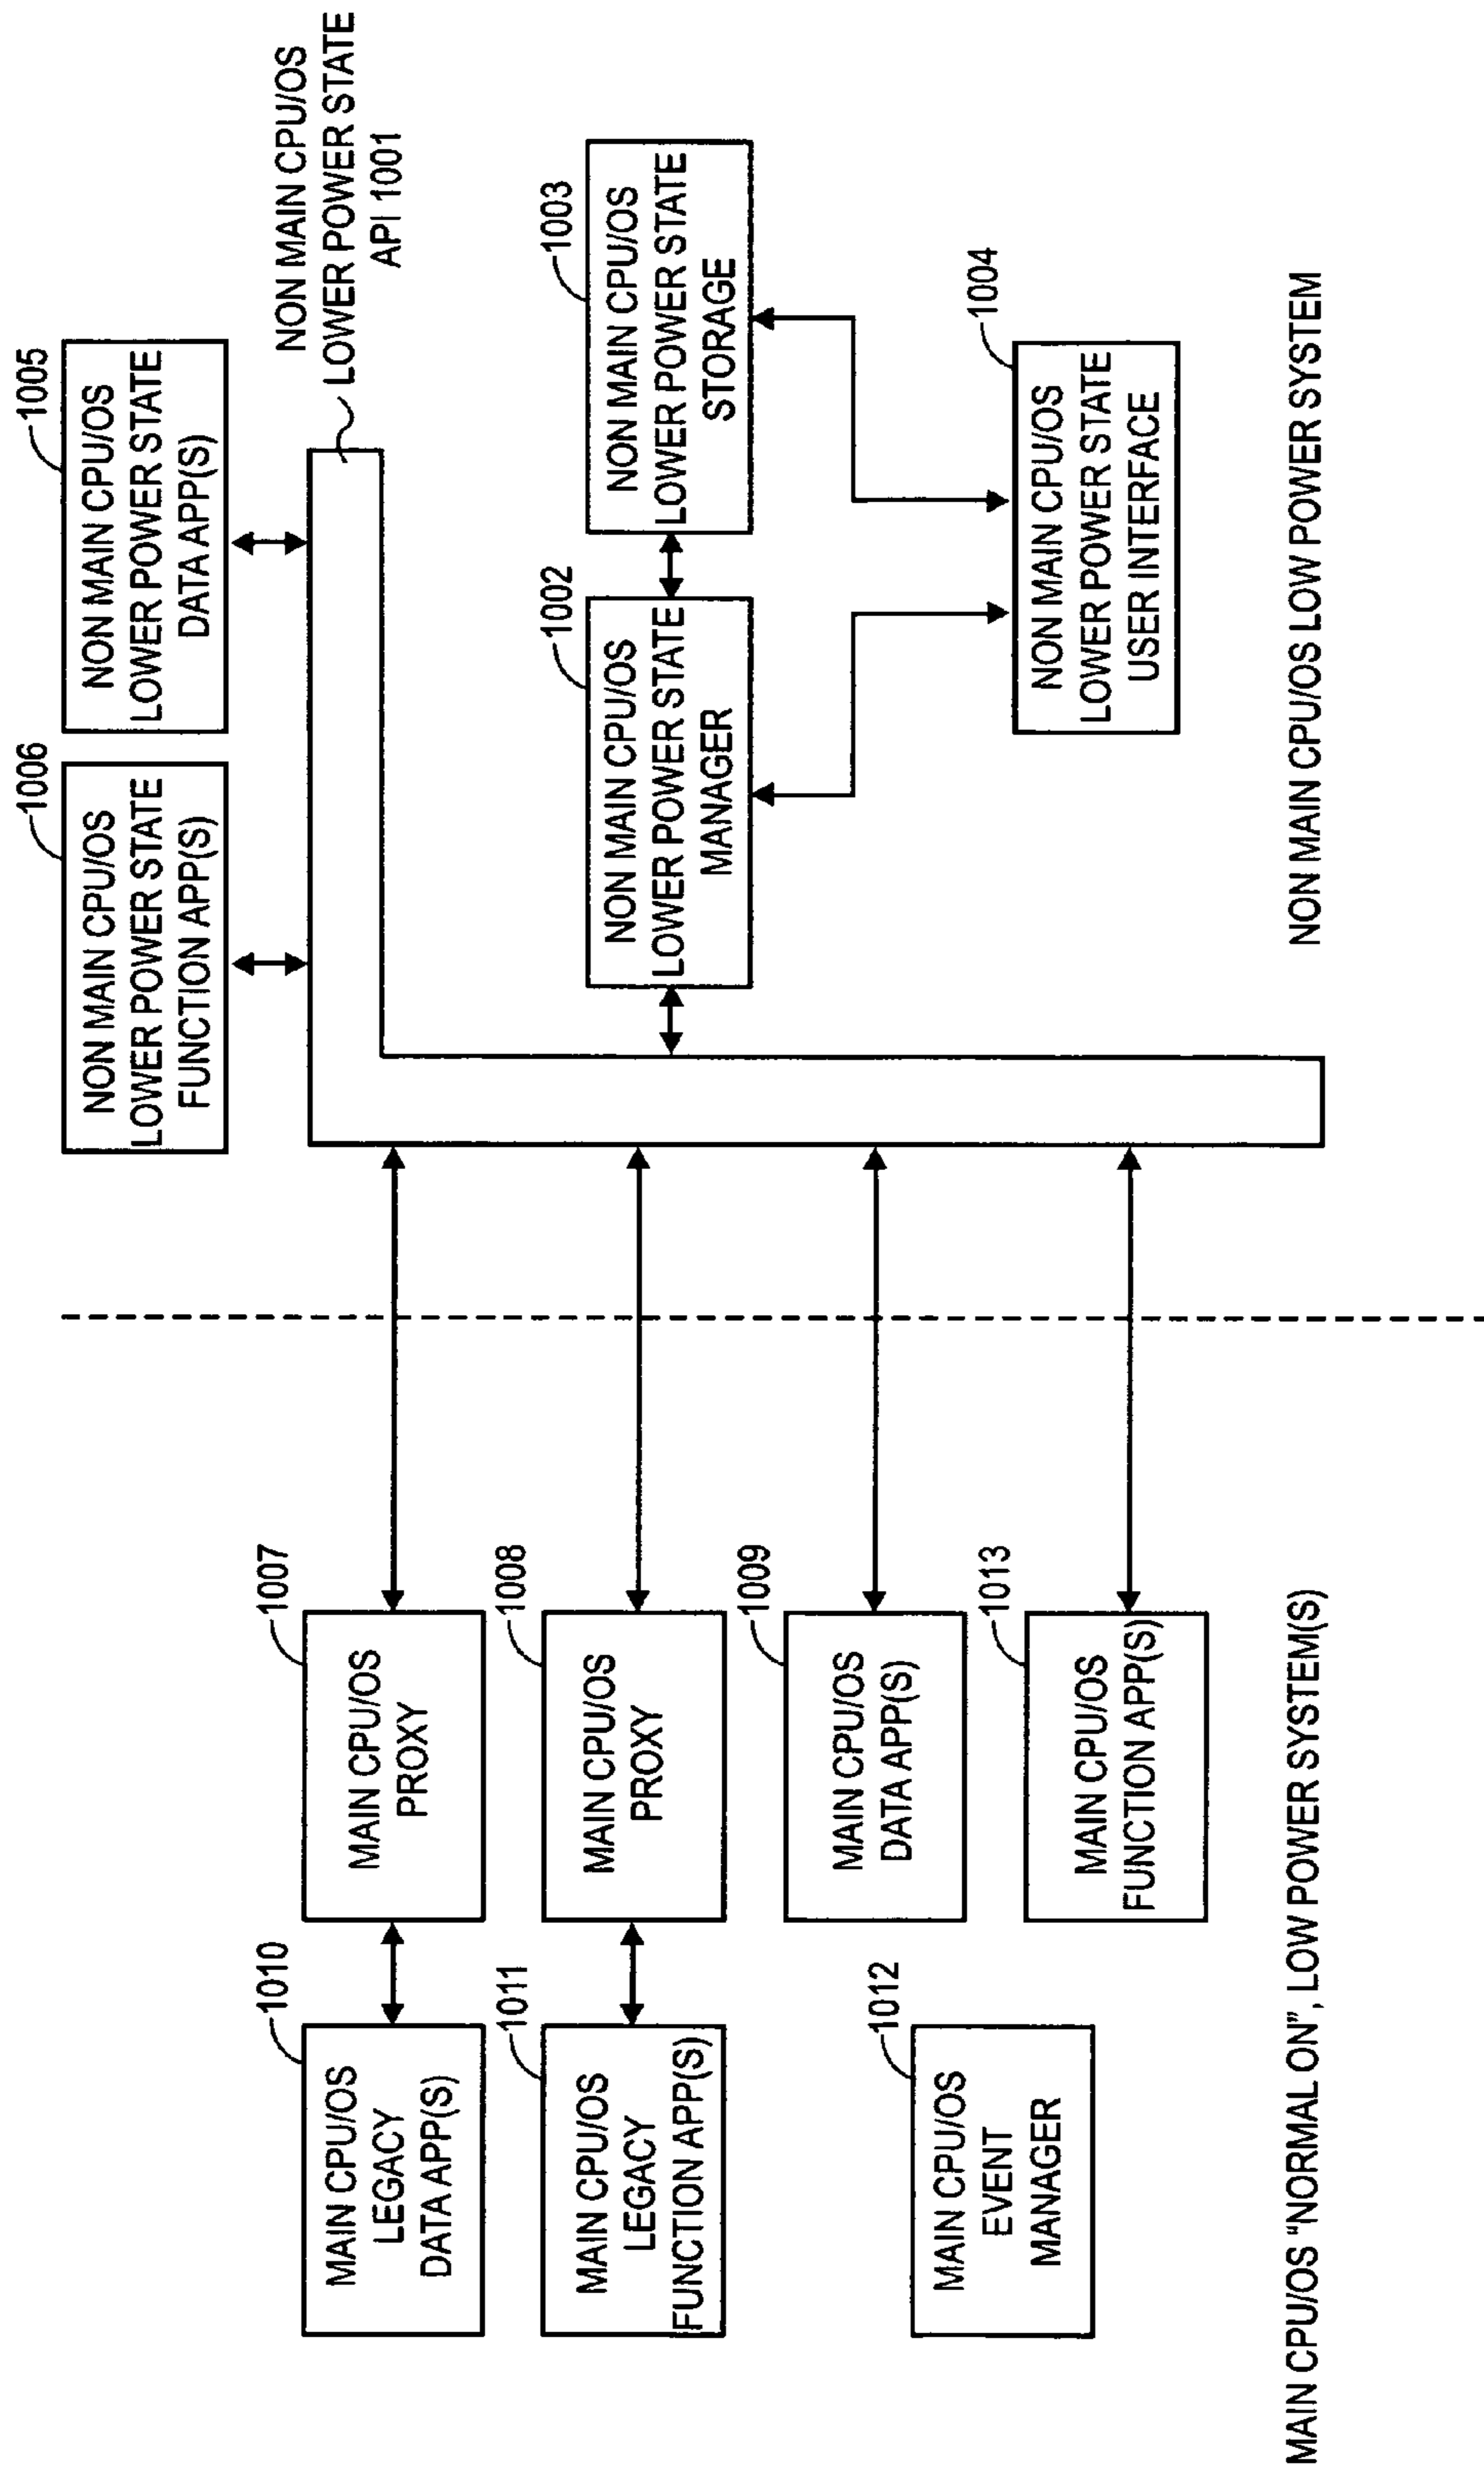 1010
MAIN CPU/OS
LEGACY
DATA APP(S)
1007
MAIN CPU/OS
PROXY
1011
MAIN CPU/OS
LEGACY
FUNCTION APP(S)
1008
MAIN CPU/OS
PROXY
1009
MAIN CPU/OS
DATA APP(S)
1012
MAIN CPU/OS
EVENT
MANAGER
1013
MAIN CPU/OS
FUNCTION APP(S)
MAIN CPU/OS "NORMAL ON", LOW POWER SYSTEM(S)
1006
NON MAIN CPU/OS
LOWER POWER STATE
FUNCTION APP(S)
1005
NON MAIN CPU/OS
LOWER POWER STATE
DATA APP(S)
NON MAIN CPU/OS
LOWER POWER STATE
API 1001
1002
NON MAIN CPU/OS
LOWER POWER STATE
MANAGER
1003
NON MAIN CPU/OS
LOWER POWER STATE
STORAGE
1004
NON MAIN CPU/OS
LOWER POWER STATE
USER INTERFACE
NON MAIN CPU/OS LOW POWER SYSTEM